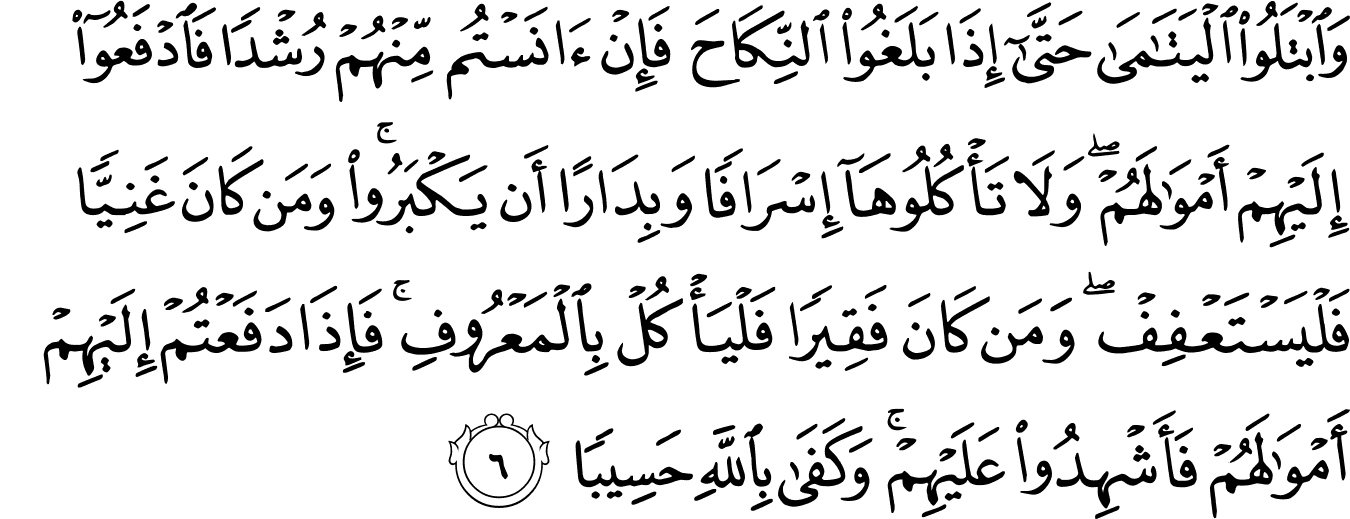 وَٱبۡتَلُواْ ٱلۡيَتَٰمَىٰ حَتَّىٰٓ إِذَا بَلَغُواْ ٱلنِّكَاحَ فَإِنۡ ءَانَسۡتُم مِّنۡهُمۡ رُشۡدٗا فَٱدۡفَعُوٓاْ
إِلَيۡهِمۡ أَمۡوَٰلَهُمۡۖ وَلَا تَأۡكُلُوهَآ إِسۡرَافٗا وَبِدَارًا أَن يَكۡبَرُواْۚ وَمَن كَانَ غَنِيّٗا
فَلۡيَسۡتَعۡفِفۡۖ وَمَن كَانَ فَقِيرٗا فَلۡيَأۡكُلۡ بِٱلۡمَعۡرُوفِۚ فَإِذَا دَفَعۡتُمۡ إِلَيۡهِمۡ
أَمۡوَٰلَهُمۡ فَأَشۡهِدُواْ عَلَيۡهِمۡۚ وَكَفَىٰ بِٱللَّهِ حَسِيبٗا ٦